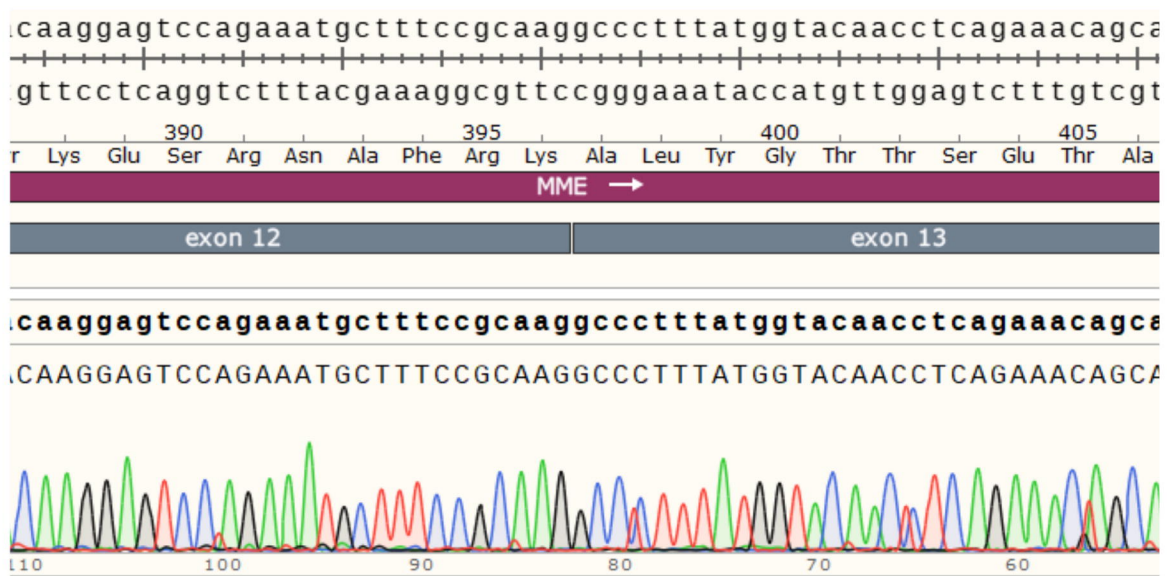 caaggagtccagaaatgctttccgcaaggccctttatggtacaacctcagaaacagca
gttcctcaggtctttacgaaaggcgttccgggaaataccatgttggagtctttgtcgt
390 395 400 405
r Lys Glu Ser Arg Asn Ala Phe Arg Lys Ala Leu Tyr Gly Thr Thr Ser Glu Thr Ala
MME →
exon 12 exon 13
caaggagtccagaaatgctttccgcaaggccctttatggtacaacctcagaaacagca
CAAGGAGTCCAGAAATGCTTTCCGCAAGGCCCTTTATGGTACAACCTCAGAAACAGCA
110 100 90 80 70 60